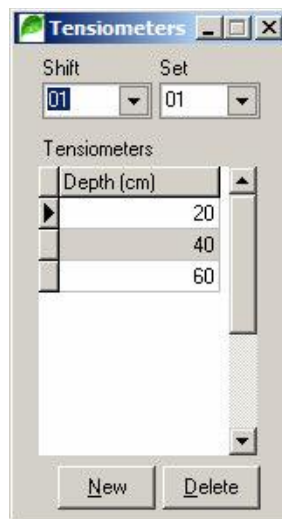 Tensiometers
Shift Set
01 01
Tensiometers
Depth (cm)
20
40
60
New Delete